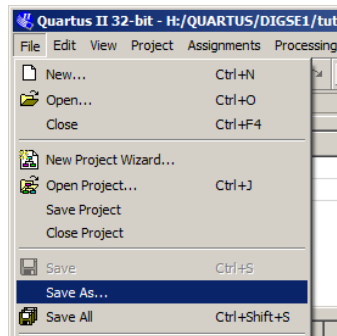 Quartus II 32-bit - H:/QUARTUS/DIGSE1/tut
File Edit View Project Assignments Processing
New... Ctrl+N
Open... Ctrl+O
Close Ctrl+F4
New Project Wizard...
Open Project... Ctrl+J
Save Project
Close Project
Save Ctrl+S
Save As...
Save All Ctrl+Shift+S